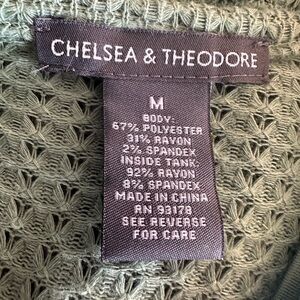 CHELSEA & THEODORE
M
BODY:
67% POLYESTER
31% RAYON
2% SPANDEX
INSIDE TANK:
92% RAYON
8% SPANDEX
MADE IN CHINA
RN 93178
SEE REVERSE
FOR CARE